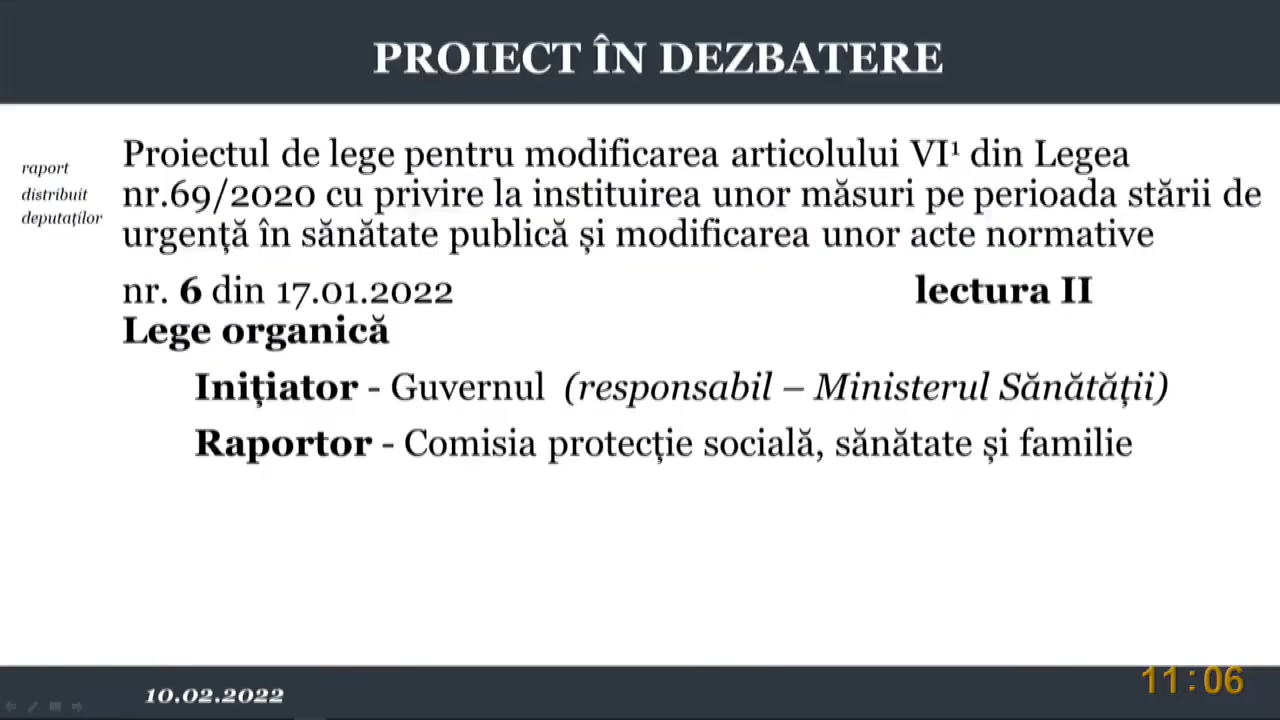 PROIECT ÎN DEZBATERE
raport
distribuit
deputaților
Proiectul de lege pentru modificarea articolului VI¹ din Legea
nr.69/2020 cu privire la instituirea unor măsuri pe perioada stării de
urgență în sănătate publică și modificarea unor acte normative
nr. 6 din 17.01.2022 lectura II
Lege organică
Inițiator - Guvernul (responsabil – Ministerul Sănătății)
Raportor - Comisia protecție socială, sănătate și familie
10.02.2022
11:06